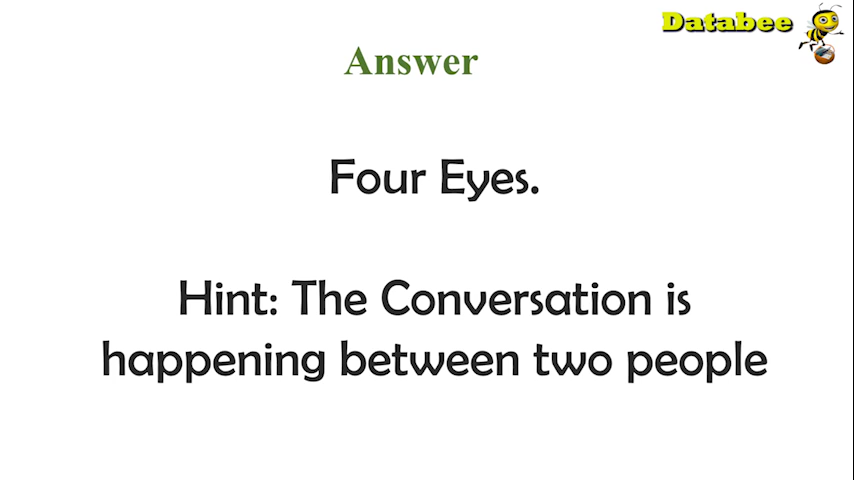 Databee
Answer
Four Eyes.
Hint: The Conversation is
happening between two people